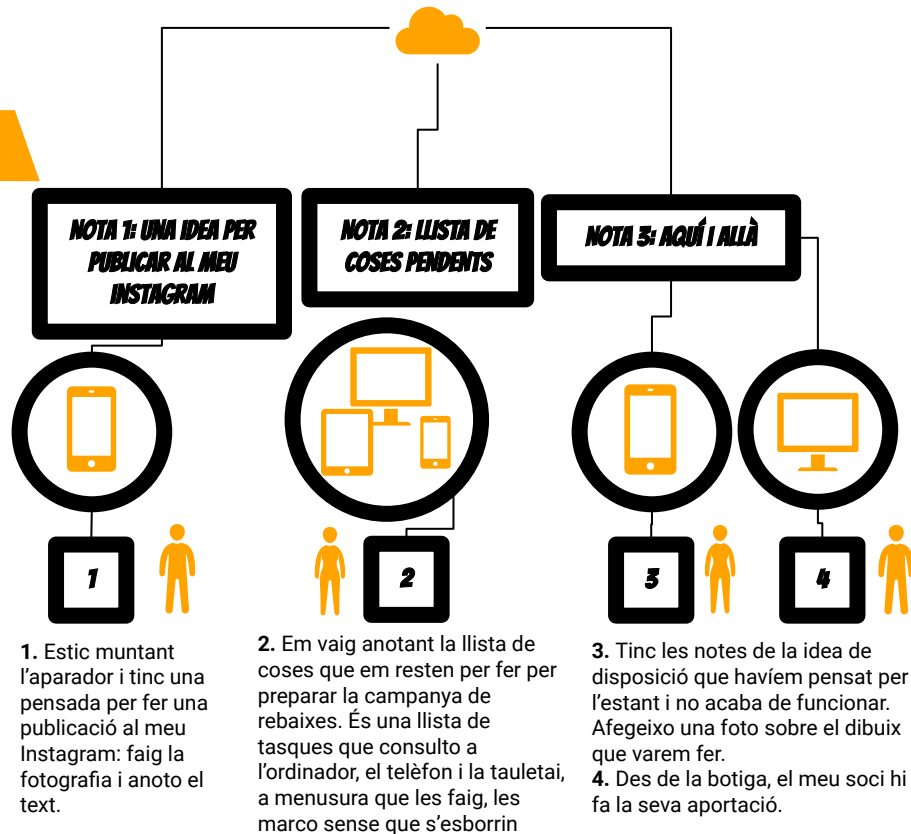 NOTA 1: UNA IDEA PER
PUBLICAR AL MEU
INSTAGRAM
NOTA 2: LLISTA DE
COSES PENDENTS
NOTA 3: AQUÍ I ALLÀ
1
2
3
4
1. Estic muntant
l'aparador i tinc una
pensada per fer una
publicació al meu
Instagram: faig la
fotografia i anoto el
text.
2. Em vaig anotant la llista de
coses que em resten per fer per
preparar la campanya de
rebaixes. És una llista de
tasques que consulto a
l'ordinador, el telèfon i la tauletai,
a menusura que les faig, les
marco sense que s'esborrin
3. Tinc les notes de la idea de
disposició que havíem pensat per
l'estant i no acaba de funcionar.
Afegeixo una foto sobre el dibuix
que varem fer.
4. Des de la botiga, el meu soci hi
fa la seva aportació.